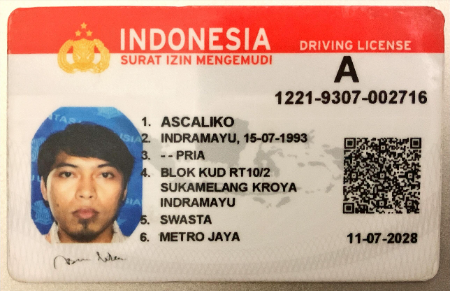 INDONESIA
SURAT IZIN MENGEMUDI
DRIVING LICENSE
A
1221-9307-002716
1. ASCALIKO
2. INDRAMAYU, 15-07-1993
3. - - PRIA
4. BLOK KUD RT10/2
SUKAMELANG KROYA
INDRAMAYU
5. SWASTA
6. METRO JAYA
11-07-2028